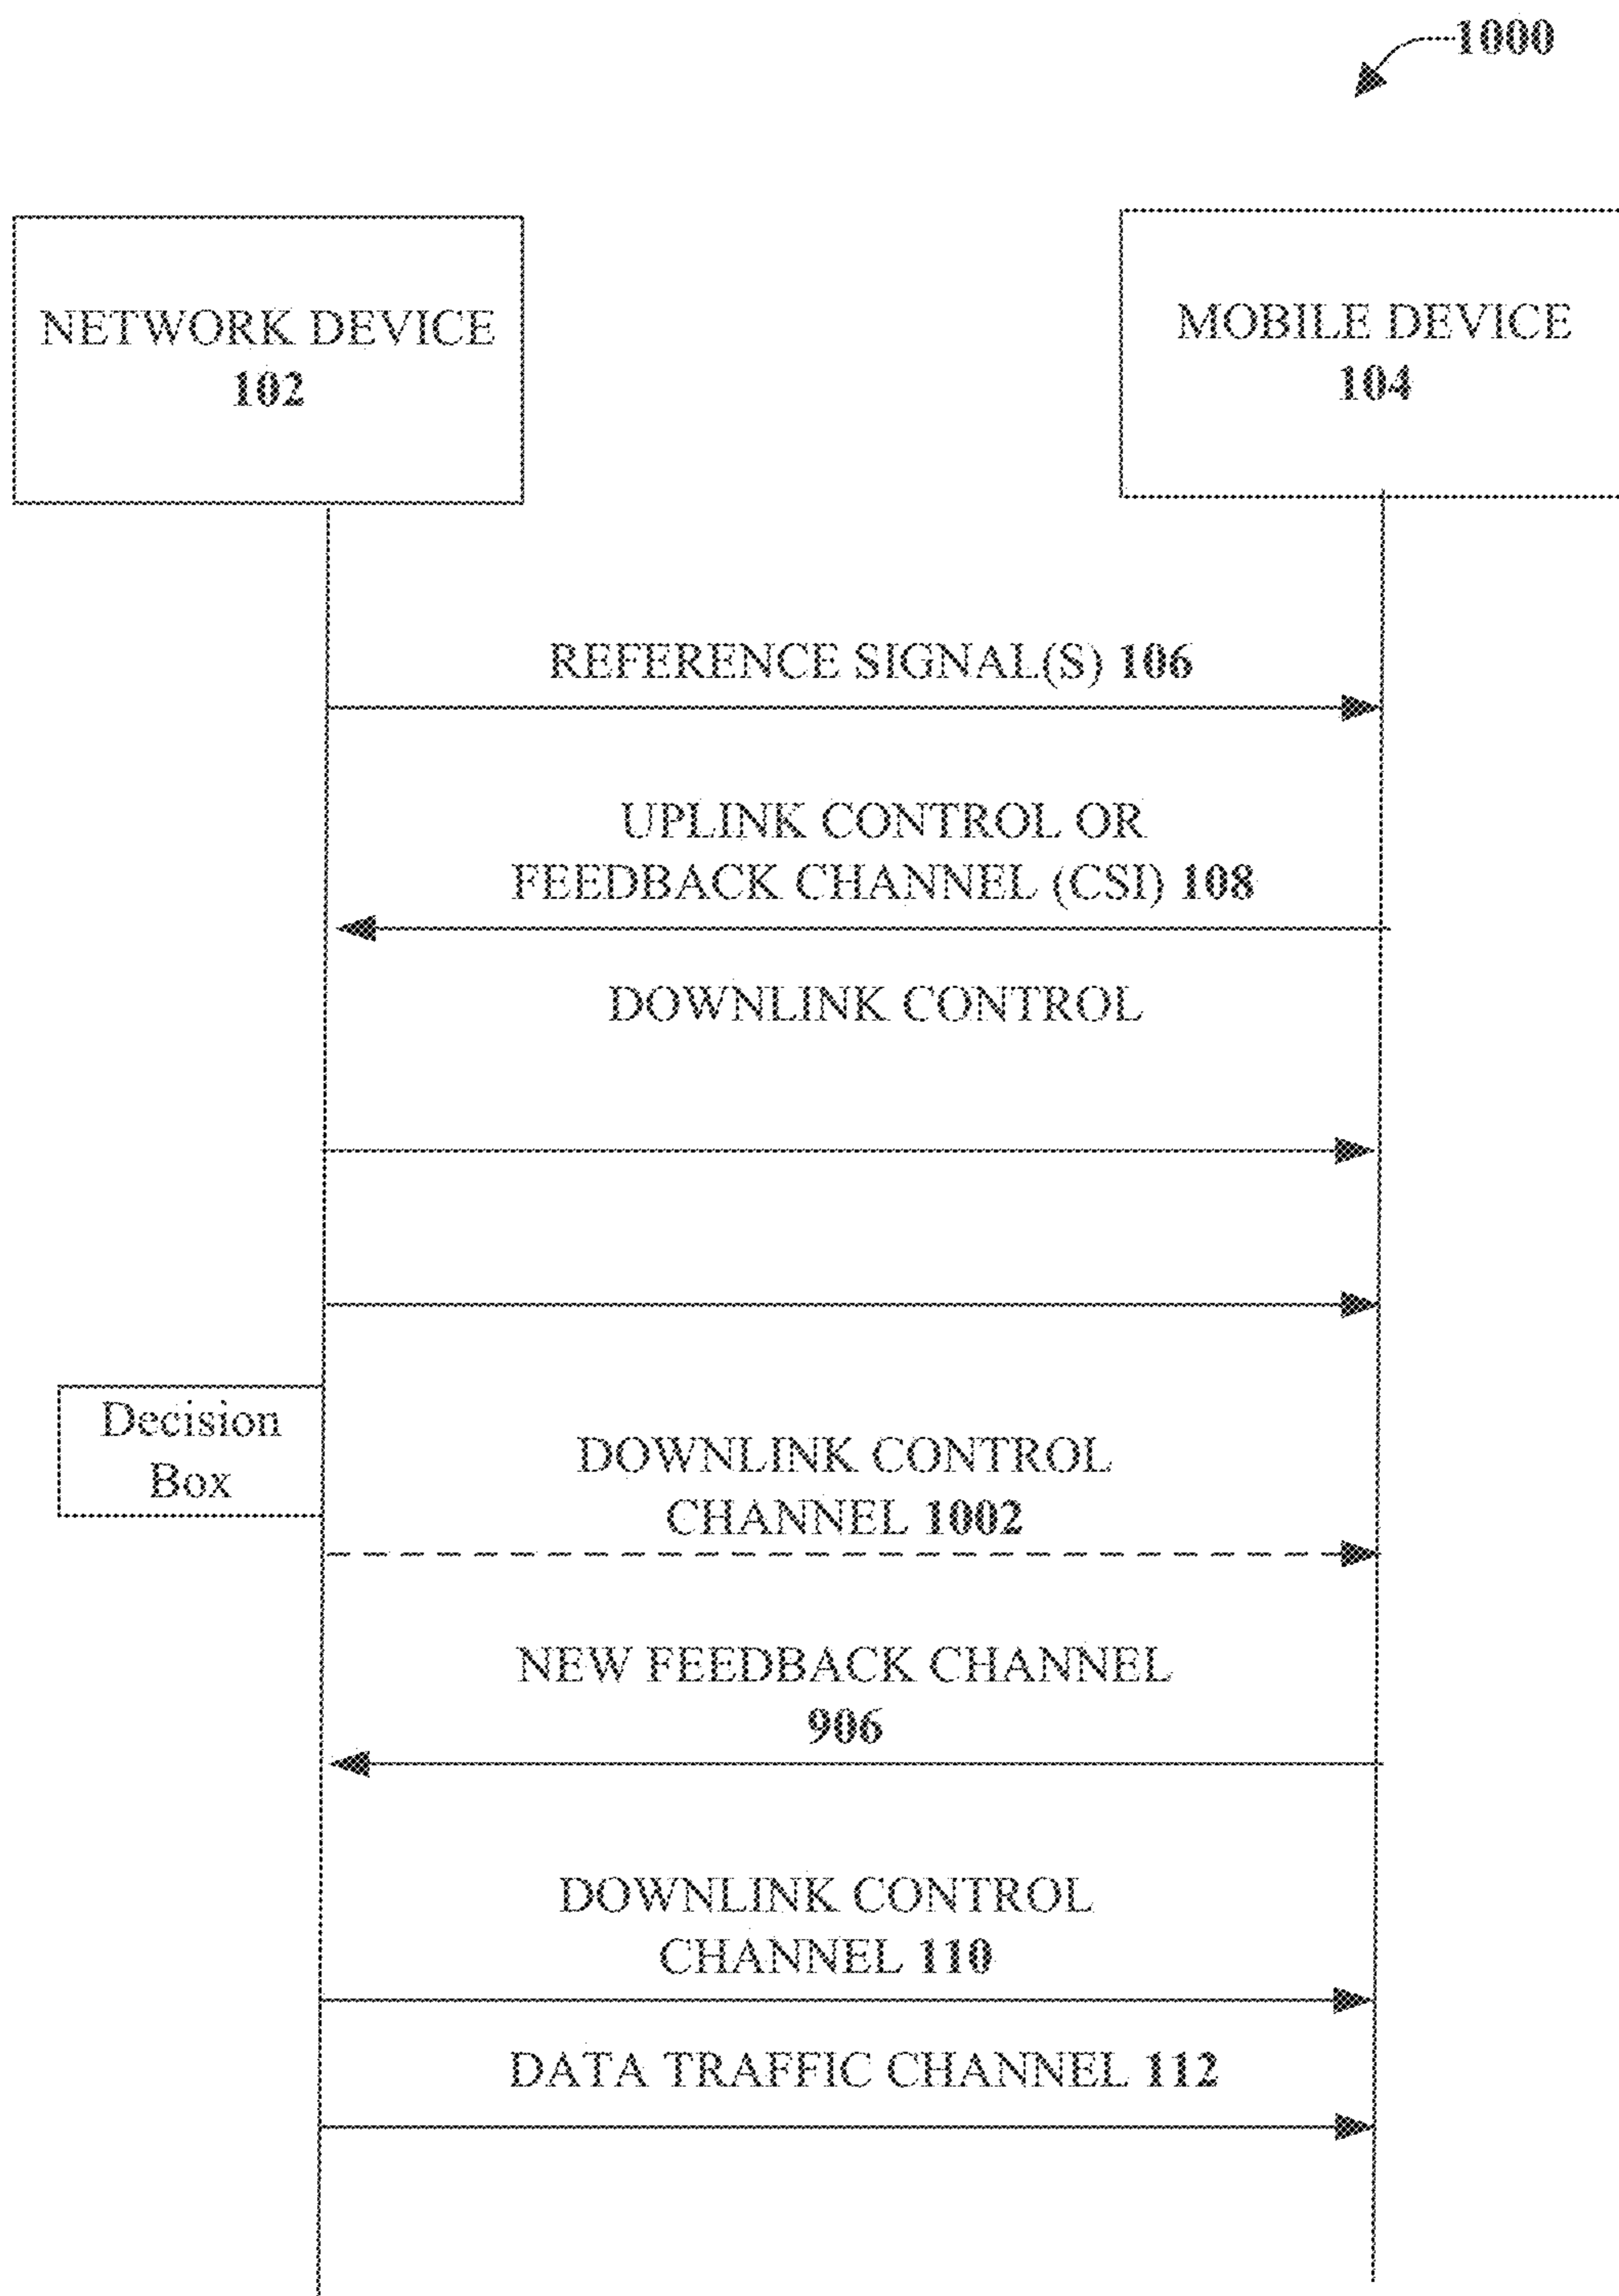 1000
NETWORK DEVICE
102
MOBILE DEVICE
104
REFERENCE SIGNAL(S) 106
UPLINK CONTROL OR
FEEDBACK CHANNEL (CSI) 108
DOWNLINK CONTROL
Decision
Box
DOWNLINK CONTROL
CHANNEL 1002
NEW FEEDBACK CHANNEL
906
DOWNLINK CONTROL
CHANNEL 110
DATA TRAFFIC CHANNEL 112